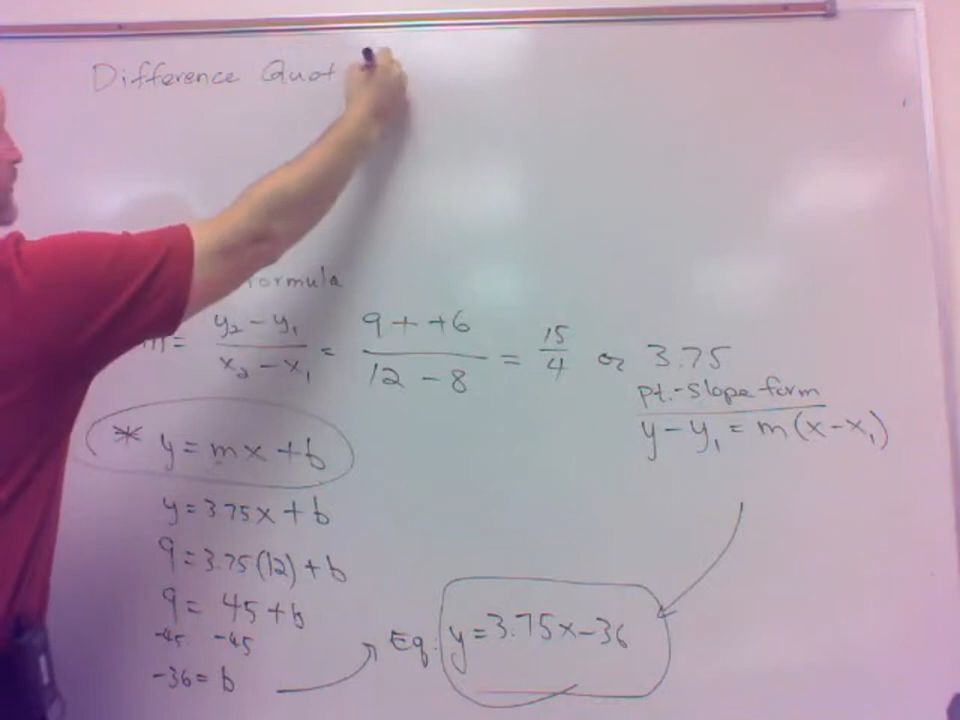 Difference Quot
ormula
m = y₂ - y₁ / x₂ - x₁ = 9 + +6 / 12 - 8 = 15/4 or 3.75
pt.-slope form
y - y₁ = m(x - x₁)
* y = mx + b
y = 3.75x + b
9 = 3.75(12) + b
9 = 45 + b
-45 -45
-36 = b
Eq: y = 3.75x - 36